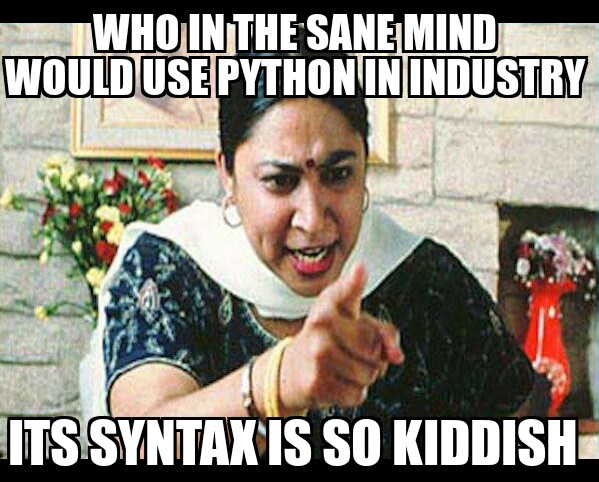 WHO IN THE SANE MIND
WOULD USE PYTHON IN INDUSTRY
ITS SYNTAX IS SO KIDDISH